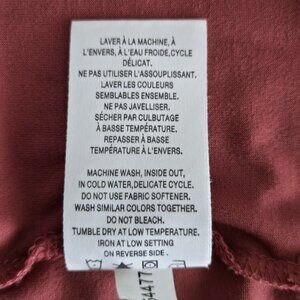 LAVER À LA MACHINE, À
L'ENVERS, À L'EAU FROIDE, CYCLE
DÉLICAT.
NE PAS UTILISER L'ASSOUPLISSANT.
LAVER LES COULEURS
SEMBLABLES ENSEMBLE.
NE PAS JAVELLISER.
SÉCHER PAR CULBUTAGE
À BASSE TEMPÉRATURE.
REPASSER À BASSE
TEMPÉRATURE À L'ENVERS.
MACHINE WASH, INSIDE OUT,
IN COLD WATER, DELICATE CYCLE.
DO NOT USE FABRIC SOFTENER.
WASH SIMILAR COLORS TOGETHER.
DO NOT BLEACH.
TUMBLE DRY AT LOW TEMPERATURE.
IRON AT LOW SETTING
ON REVERSE SIDE.